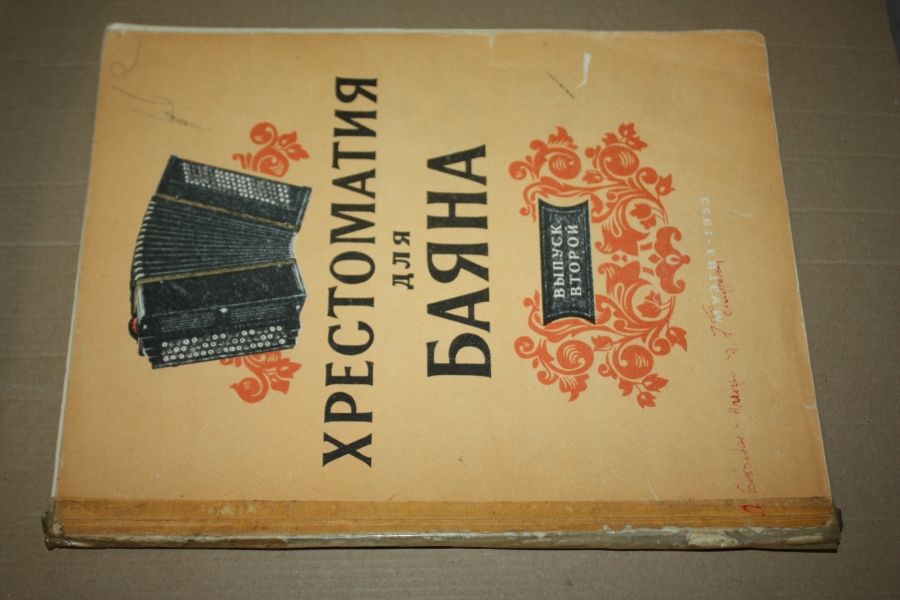 ХРЕСТОМАТИЯ
ДЛЯ
БАЯНА
ВЫПУСК
ВТОРОЙ
МУЗГИЗ · 1953